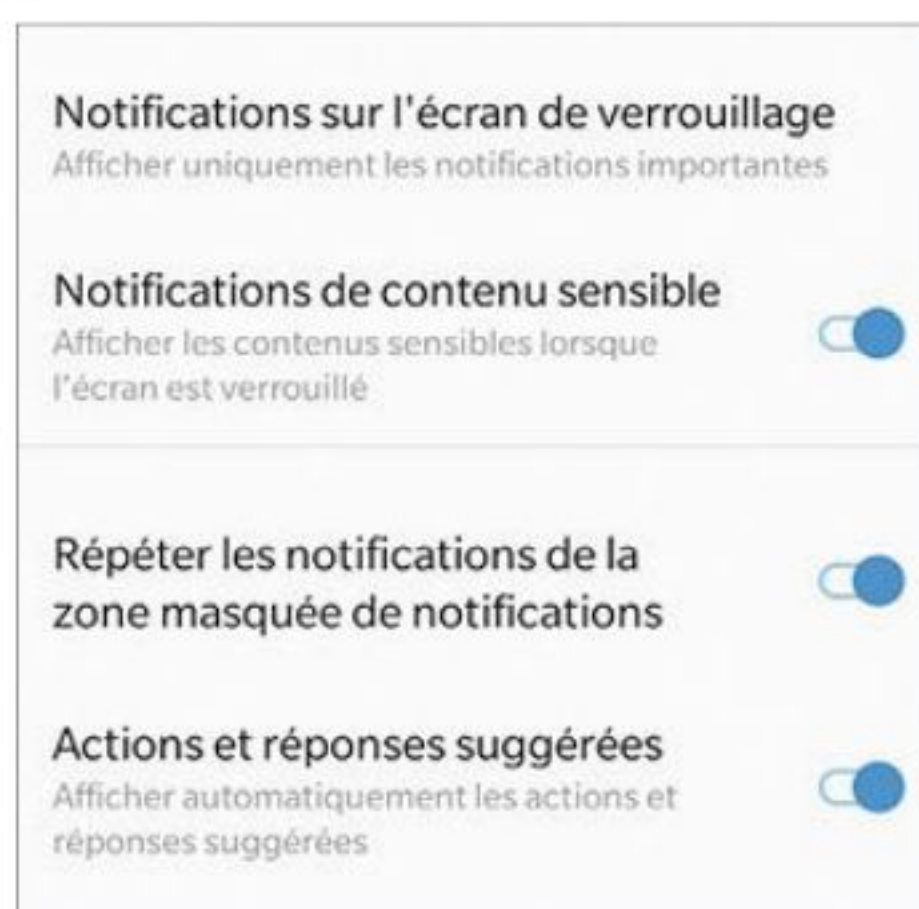 Notifications sur l'écran de verrouillage
Afficher uniquement les notifications importantes
Notifications de contenu sensible
Afficher les contenus sensibles lorsque
l'écran est verrouillé
Répéter les notifications de la
zone masquée de notifications
Actions et réponses suggérées
Afficher automatiquement les actions et
réponses suggérées